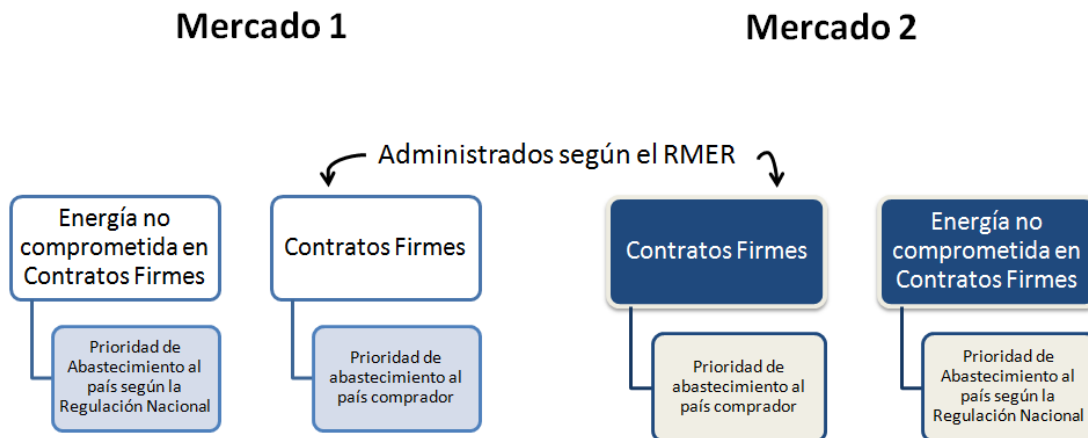 Mercado 1
Mercado 2
Administrados según el RMER
Energía no
comprometida en
Contratos Firmes
Contratos Firmes
Contratos Firmes
Energía no
comprometida en
Contratos Firmes
Prioridad de
Abastecimiento al
país según la
Regulación Nacional
Prioridad de
abastecimiento al
país comprador
Prioridad de
abastecimiento al
país comprador
Prioridad de
Abastecimiento al
país según la
Regulación Nacional